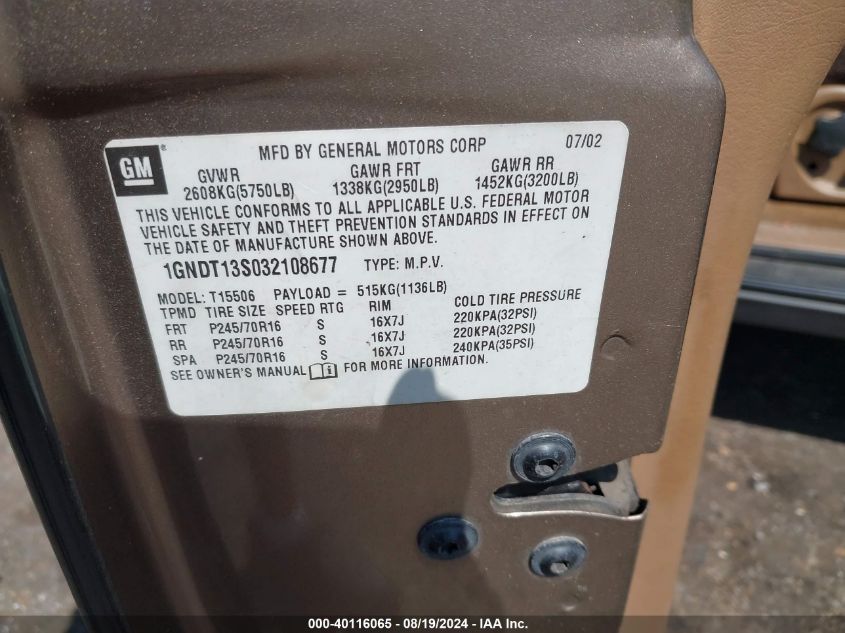 GM
MFD BY GENERAL MOTORS CORP 07/02
GVWR GAWR FRT GAWR RR
2608KG(5750LB) 1338KG(2950LB) 1452KG(3200LB)
THIS VEHICLE CONFORMS TO ALL APPLICABLE U.S. FEDERAL MOTOR
VEHICLE SAFETY AND THEFT PREVENTION STANDARDS IN EFFECT ON
THE DATE OF MANUFACTURE SHOWN ABOVE.
1GNDT13S032108677 TYPE: M.P.V.
MODEL: T15506 PAYLOAD = 515KG(1136LB)
TPMD TIRE SIZE SPEED RTG RIM COLD TIRE PRESSURE
FRT P245/70R16 S 16X7J 220KPA(32PSI)
RR P245/70R16 S 16X7J 220KPA(32PSI)
SPA P245/70R16 S 16X7J 240KPA(35PSI)
SEE OWNER'S MANUAL FOR MORE INFORMATION.
000-40116065 - 08/19/2024 - IAA Inc.